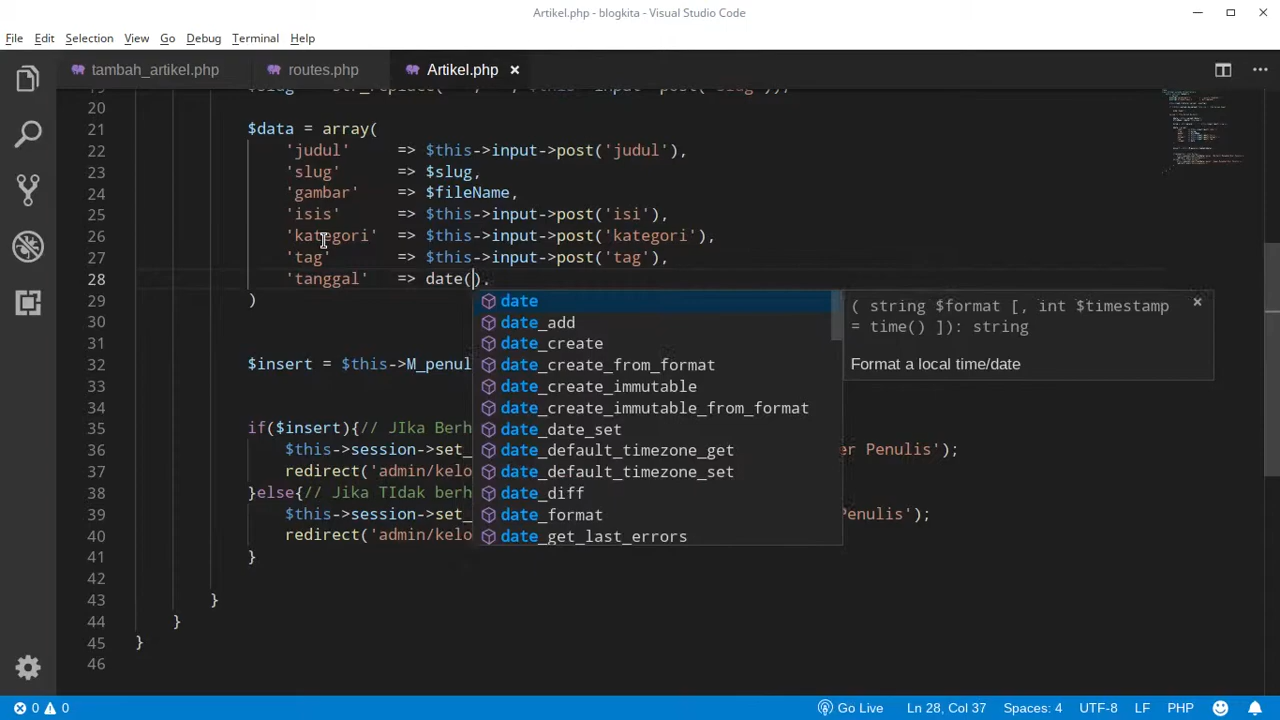 Artikel.php - blogkita - Visual Studio Code
File Edit Selection View Go Debug Terminal Help
tambah_artikel.php routes.php Artikel.php
20
21 $data = array(
22 'judul' => $this->input->post('judul'),
23 'slug' => $slug,
24 'gambar' => $fileName,
25 'isis' => $this->input->post('isi'),
26 'kategori' => $this->input->post('kategori'),
27 'tag' => $this->input->post('tag'),
28 'tanggal' => date().
29 )
30
31
32 $insert = $this->M_penul
33
34
35 if($insert){// JIka Berh
36 $this->session->set_ er Penulis');
37 redirect('admin/kelo
38 }else{// Jika TIdak berh
39 $this->session->set_ Penulis');
40 redirect('admin/kelo
41 }
42
43 }
44 }
45 }
46
date
date_add
date_create
date_create_from_format
date_create_immutable
date_create_immutable_from_format
date_date_set
date_default_timezone_get
date_default_timezone_set
date_diff
date_format
date_get_last_errors
( string $format [, int $timestamp
= time() ]): string
Format a local time/date
0 0 Go Live Ln 28, Col 37 Spaces: 4 UTF-8 LF PHP